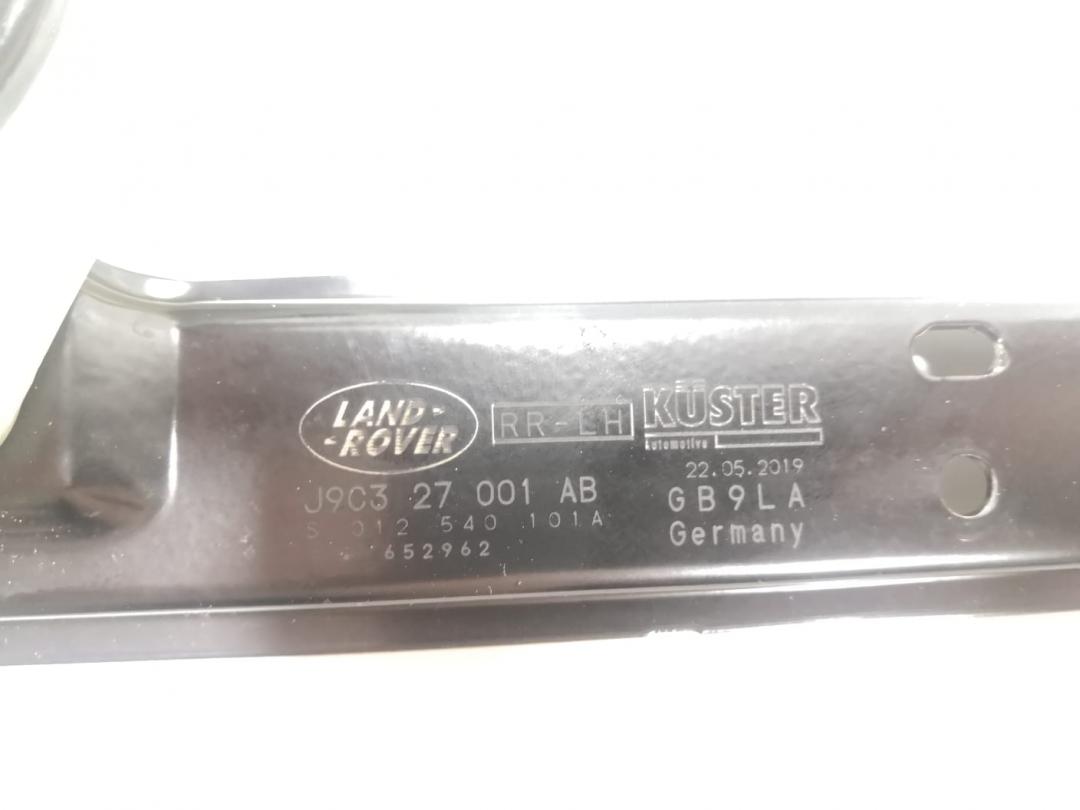 LAND-
-ROVER
RR-LH
KÜSTER
Automotive
J9C3 27 001 AB
S 012 540 101A
652962
22.05.2019
GB9LA
Germany